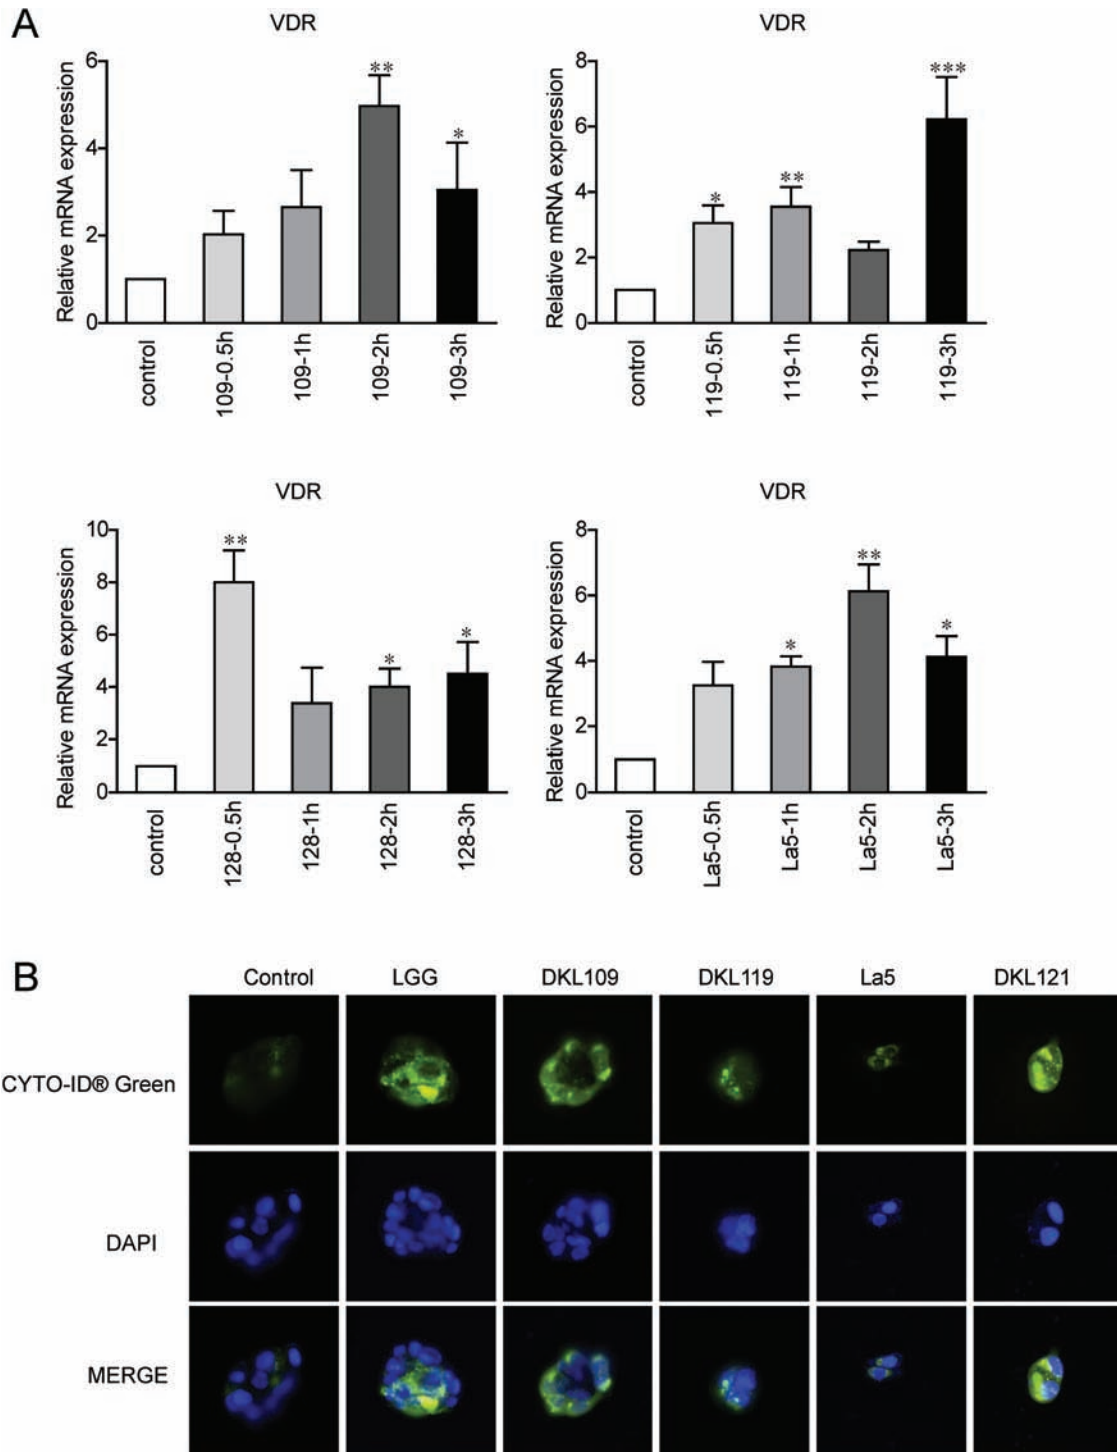 A
VDR
Relative mRNA expression
6
4
2
0
**
*
control
109-0.5h
109-1h
109-2h
109-3h
VDR
Relative mRNA expression
8
6
4
2
0
*
**
***
control
119-0.5h
119-1h
119-2h
119-3h
VDR
Relative mRNA expression
10
8
6
4
2
0
**
*
*
control
128-0.5h
128-1h
128-2h
128-3h
VDR
Relative mRNA expression
8
6
4
2
0
*
**
*
control
La5-0.5h
La5-1h
La5-2h
La5-3h
B
Control LGG DKL109 DKL119 La5 DKL121
CYTO-ID® Green
DAPI
MERGE